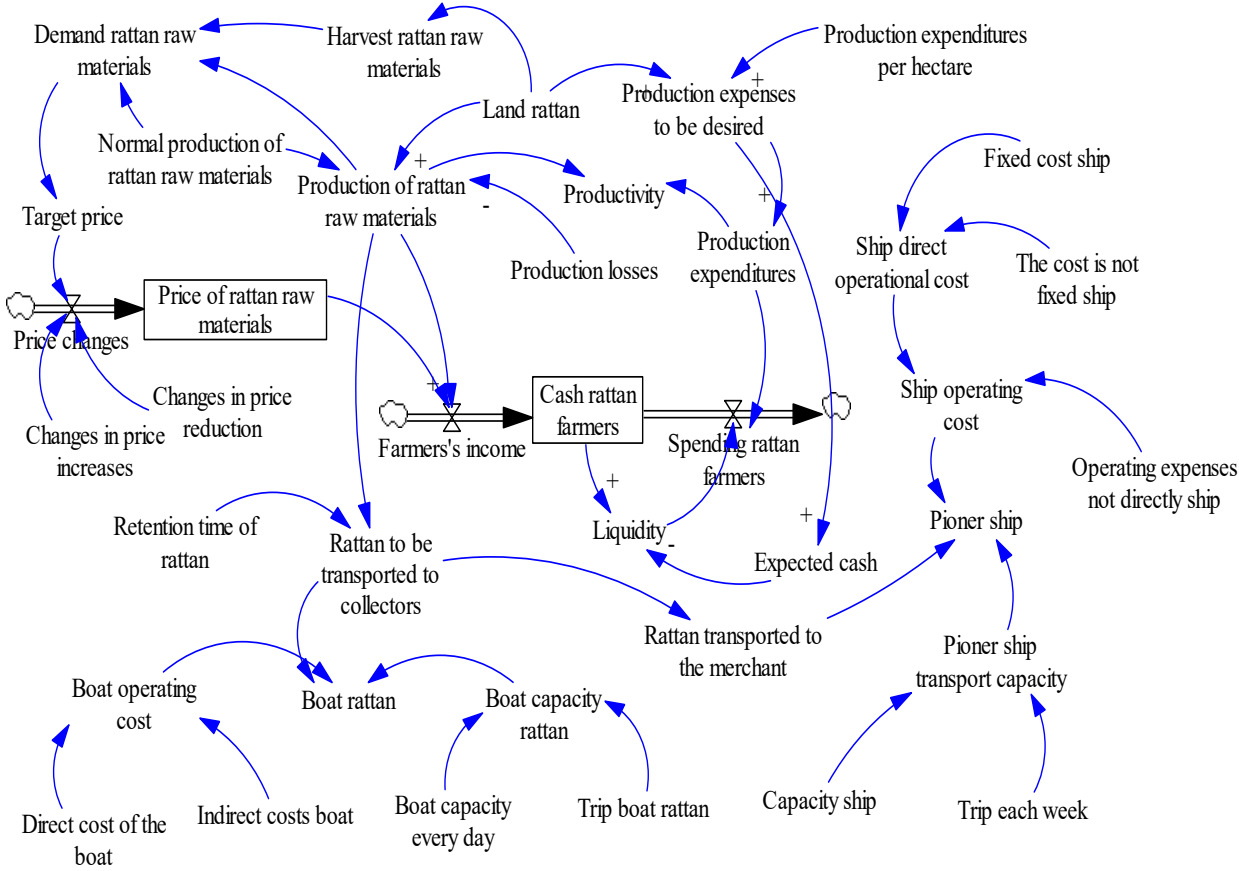 Demand rattan raw
materials
Harvest rattan raw
materials
Production expenditures
per hectare
Land rattan
Production expenses
to be desired
+
+
Normal production of
rattan raw materials
Fixed cost ship
+
Production of rattan
raw materials
-
Productivity
+
Target price
Production
expenditures
Ship direct
operational cost
The cost is not
fixed ship
Production losses
Price of rattan raw
materials
Price changes
Changes in price
reduction
Changes in price
increases
+
Cash rattan
farmers
Farmers's income
Spending rattan
farmers
Ship operating
cost
Operating expenses
not directly ship
+
Retention time of
rattan
Rattan to be
transported to
collectors
Liquidity
-
+
Expected cash
Pioner ship
Rattan transported to
the merchant
Pioner ship
transport capacity
Boat operating
cost
Boat rattan
Boat capacity
rattan
Direct cost of the
boat
Indirect costs boat
Boat capacity
every day
Trip boat rattan
Capacity ship
Trip each week